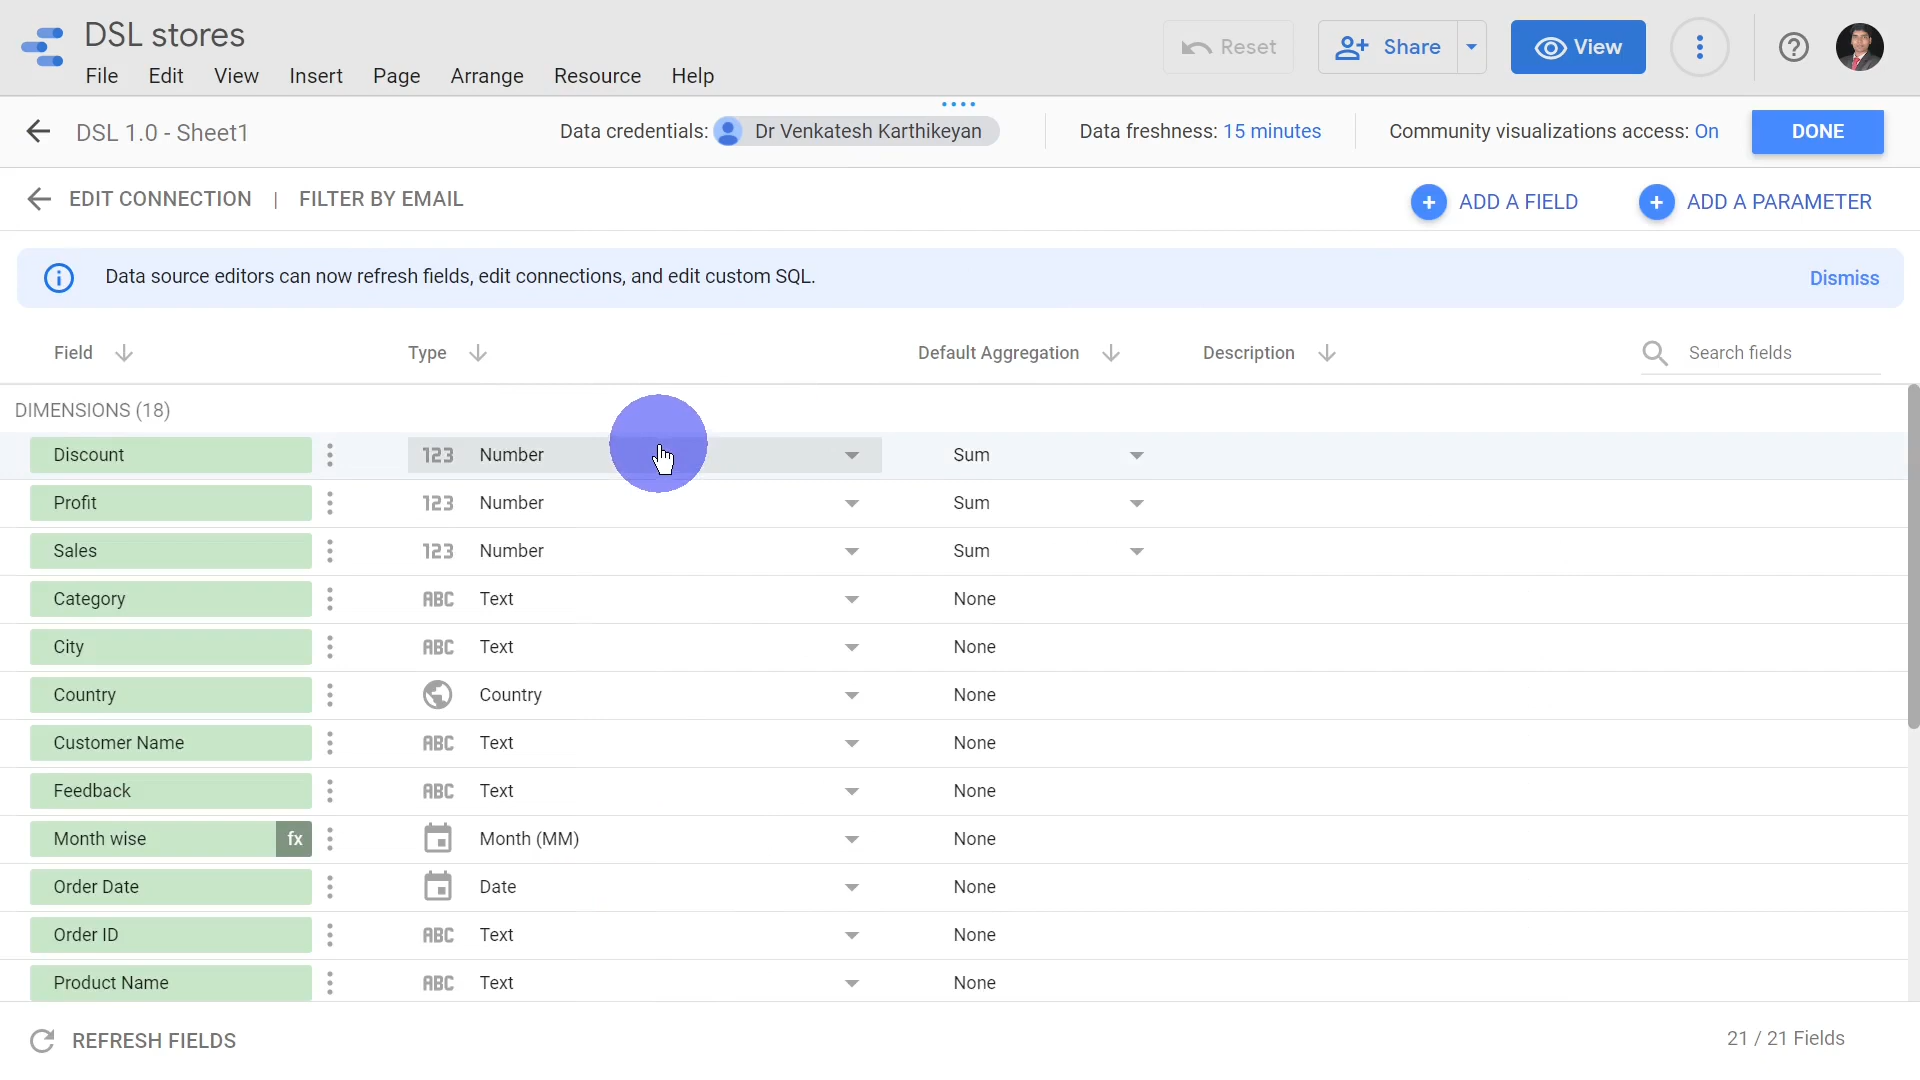 DSL stores
File Edit View Insert Page Arrange Resource Help
Reset Share View
DSL 1.0 - Sheet1
Data credentials: Dr Venkatesh Karthikeyan Data freshness: 15 minutes Community visualizations access: On DONE
EDIT CONNECTION | FILTER BY EMAIL ADD A FIELD ADD A PARAMETER
Data source editors can now refresh fields, edit connections, and edit custom SQL. Dismiss
Field Type Default Aggregation Description Search fields
DIMENSIONS (18)
Discount 123 Number Sum
Profit 123 Number Sum
Sales 123 Number Sum
Category ABC Text None
City ABC Text None
Country Country None
Customer Name ABC Text None
Feedback ABC Text None
Month wise fx Month (MM) None
Order Date Date None
Order ID ABC Text None
Product Name ABC Text None
REFRESH FIELDS 21 / 21 Fields